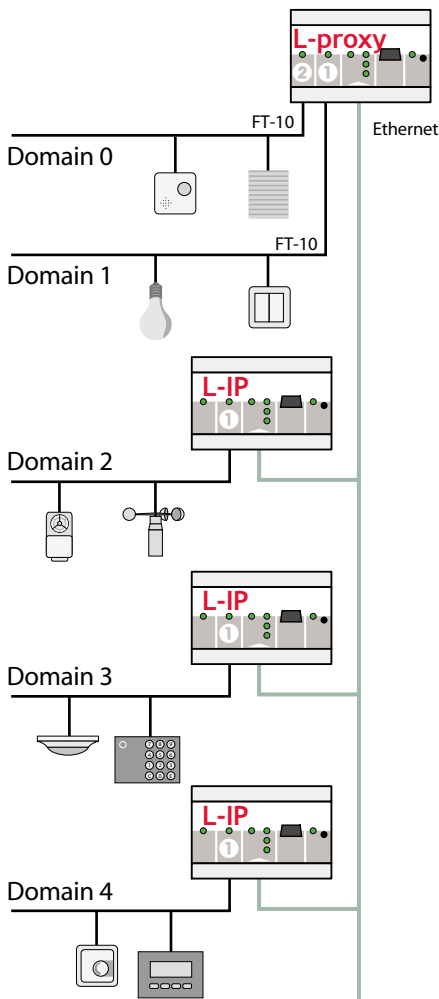 L-proxy
2 1
FT-10
Ethernet
Domain 0
FT-10
Domain 1
L-IP
1
Domain 2
L-IP
1
Domain 3
L-IP
1
Domain 4